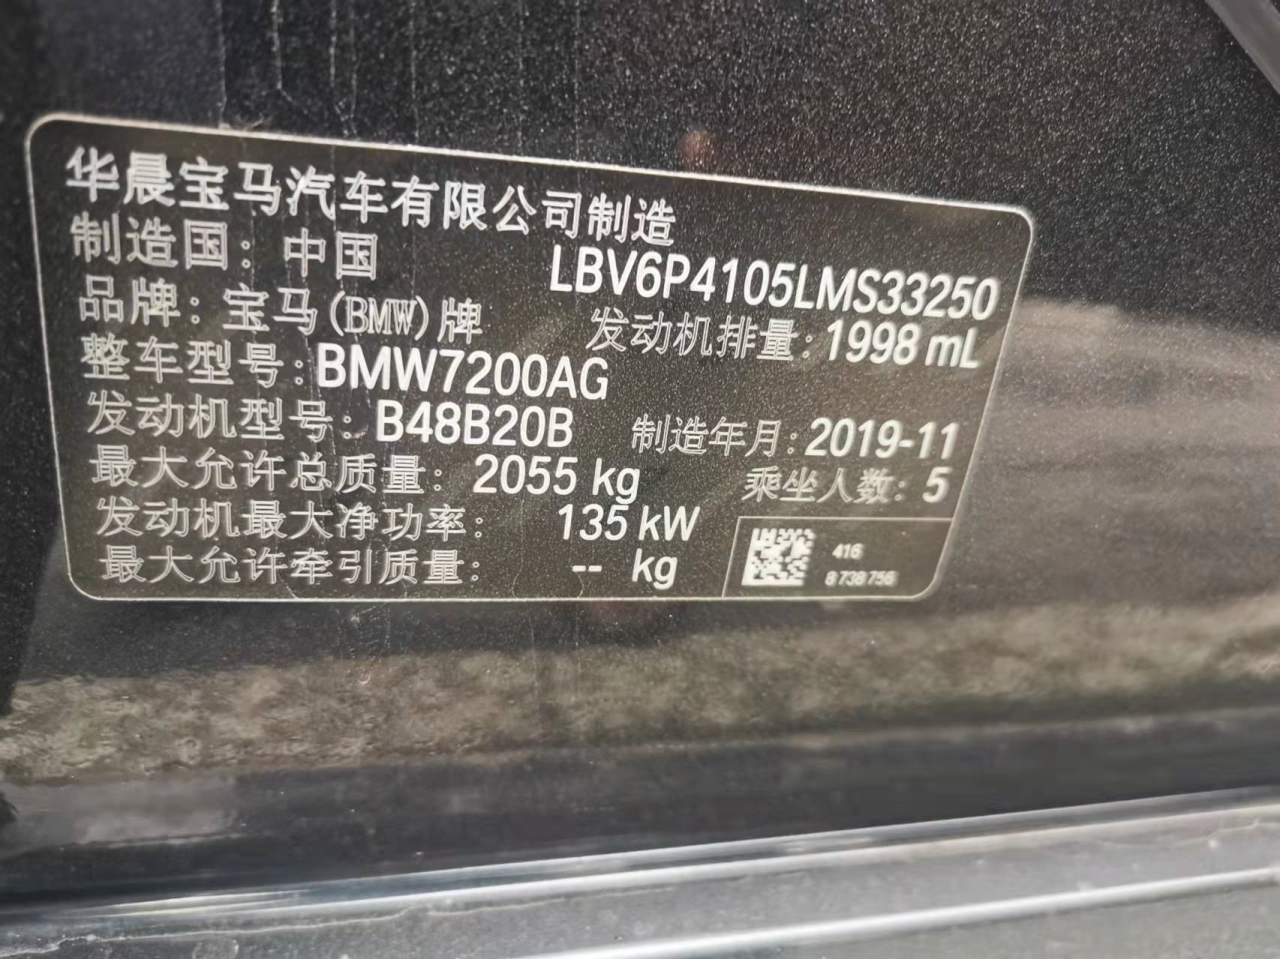 华晨宝马汽车有限公司制造
制造国：中国
LBV6P4105LMS33250
品牌：宝马(BMW)牌
发动机排量：1998 mL
整车型号：BMW7200AG
发动机型号：B48B20B
制造年月：2019-11
最大允许总质量：2055 kg
乘坐人数：5
发动机最大净功率：135 kW
最大允许牵引质量：-- kg
416
8 738 756